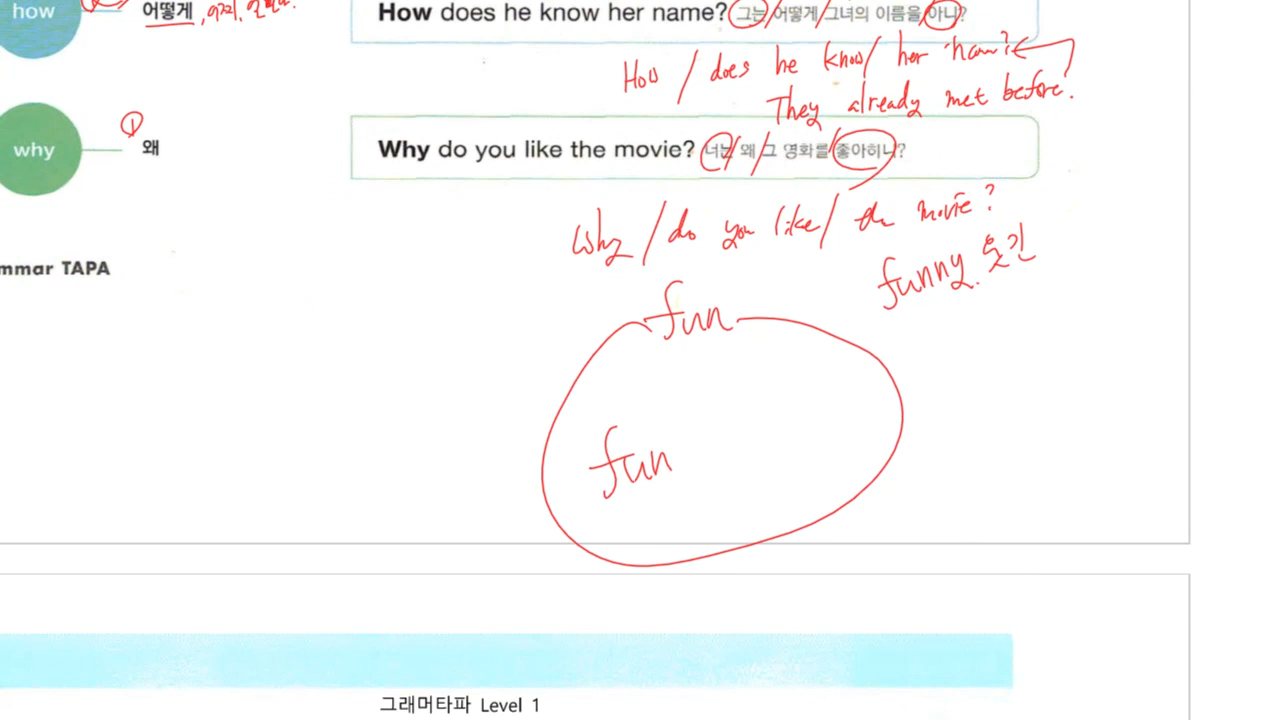 how 어떻게,
How does he know her name? 그는 어떻게 그녀의 이름을 아니?
How / does he know / her name?
They already met before.
①
why 왜
Why do you like the movie? 너는 왜 그 영화를 좋아하니?
Why / do you like / the movie?
funny 웃긴
mmar TAPA
fun
fun
그래머타파 Level 1